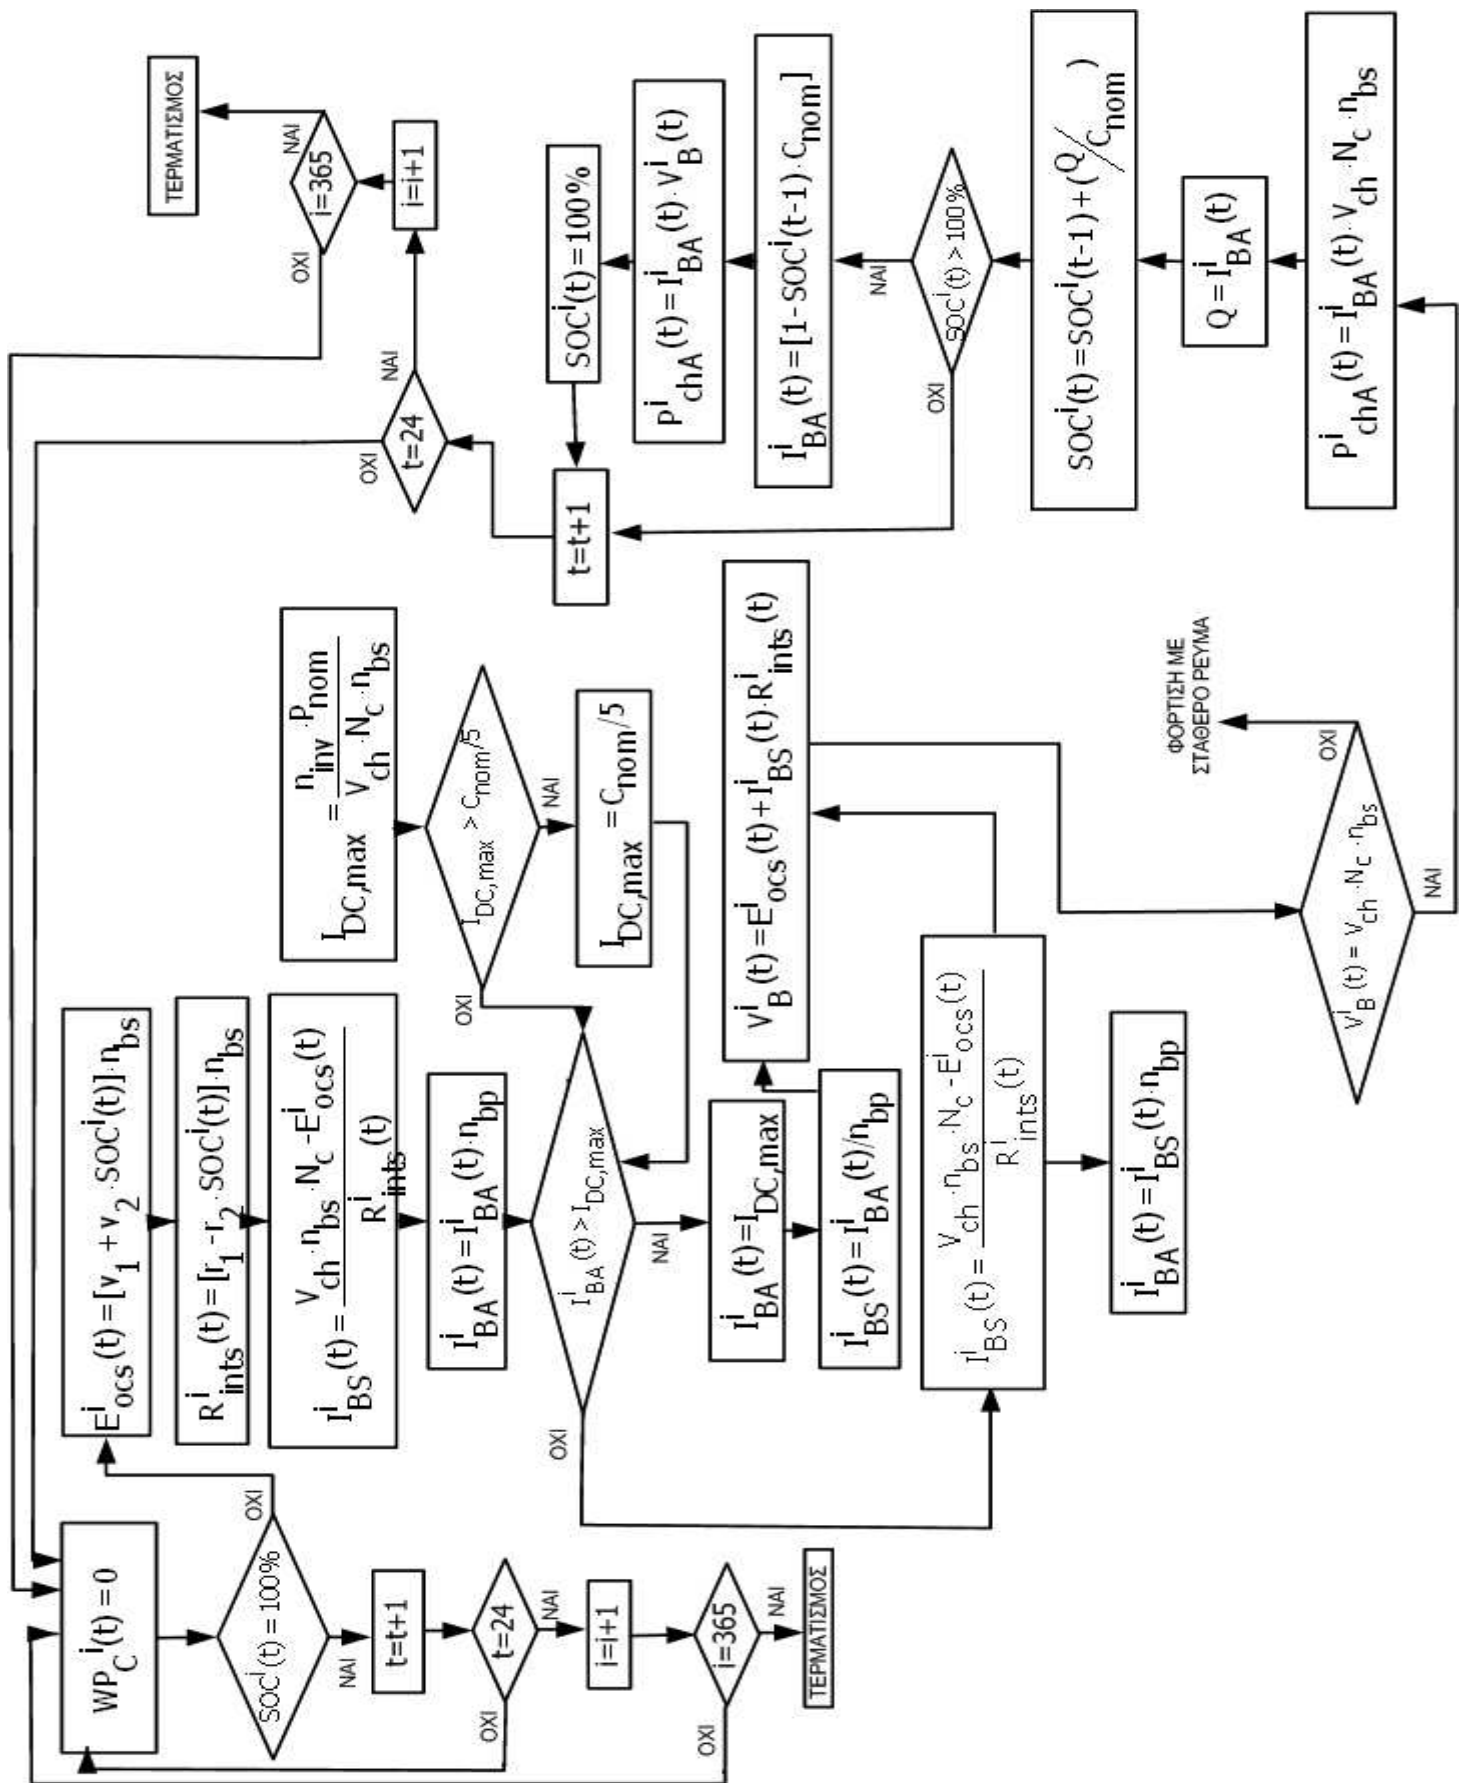 WP_C^i(t) = 0
SOC^i(t) = 100%
ΟΧΙ
ΝΑΙ
t=t+1
t=24
ΟΧΙ
ΝΑΙ
i=i+1
i=365
ΟΧΙ
ΝΑΙ
ΤΕΡΜΑΤΙΣΜΟΣ
E^i_ocs(t) = [v_1 + v_2 · SOC^i(t)] · n_bs
R^i_ints(t) = [r_1 - r_2 · SOC^i(t)] · n_bs
I^i_BS(t) = (V_ch · n_bs · N_C - E^i_ocs(t)) / R^i_ints(t)
I^i_BA(t) = I^i_BA(t) · n_bp
I^i_BA(t) > I_DC,max
ΟΧΙ
ΝΑΙ
I^i_BA(t) = I_DC,max
I^i_BS(t) = I^i_BA(t)/n_bp
I^i_BS(t) = (V_ch · n_bs · N_C - E^i_ocs(t)) / R^i_ints(t)
I^i_BA(t) = I^i_BS(t) · n_bp
I_DC,max = (n_inv · P_nom) / (V_ch · N_C · n_bs)
I_DC,max > C_nom/5
ΟΧΙ
ΝΑΙ
I_DC,max = C_nom/5
V^i_B(t) = E^i_ocs(t) + I^i_BS(t) · R^i_ints(t)
V^i_B(t) = V_ch · N_C · n_bs
ΟΧΙ
ΝΑΙ
ΦΟΡΤΙΣΗ ΜΕ
ΣΤΑΘΕΡΟ ΡΕΥΜΑ
P^i_chA(t) = I^i_BA(t) · V_ch · N_C · n_bs
Q = I^i_BA(t)
SOC^i(t) = SOC^i(t-1) + (Q/C_nom)
SOC^i(t) > 100%
ΟΧΙ
ΝΑΙ
I^i_BA(t) = [1 - SOC^i(t-1) · C_nom]
P^i_chA(t) = I^i_BA(t) · V^i_B(t)
SOC^i(t) = 100%
t=t+1
t=24
ΟΧΙ
ΝΑΙ
i=i+1
i=365
ΟΧΙ
ΝΑΙ
ΤΕΡΜΑΤΙΣΜΟΣ